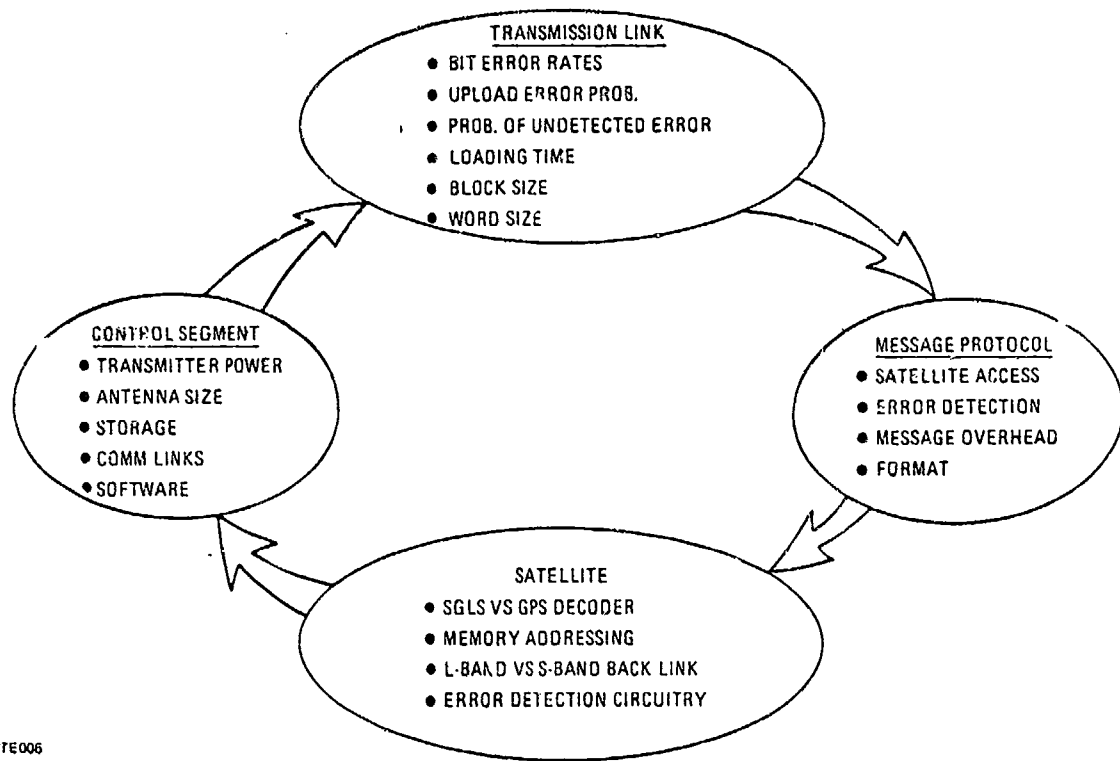 TRANSMISSION LINK
● BIT ERROR RATES
● UPLOAD ERROR PROB.
● PROB. OF UNDETECTED ERROR
● LOADING TIME
● BLOCK SIZE
● WORD SIZE
CONTROL SEGMENT
● TRANSMITTER POWER
● ANTENNA SIZE
● STORAGE
● COMM LINKS
● SOFTWARE
MESSAGE PROTOCOL
● SATELLITE ACCESS
● ERROR DETECTION
● MESSAGE OVERHEAD
● FORMAT
SATELLITE
● SGLS VS GPS DECODER
● MEMORY ADDRESSING
● L-BAND VS S-BAND BACK LINK
● ERROR DETECTION CIRCUITRY
TE006